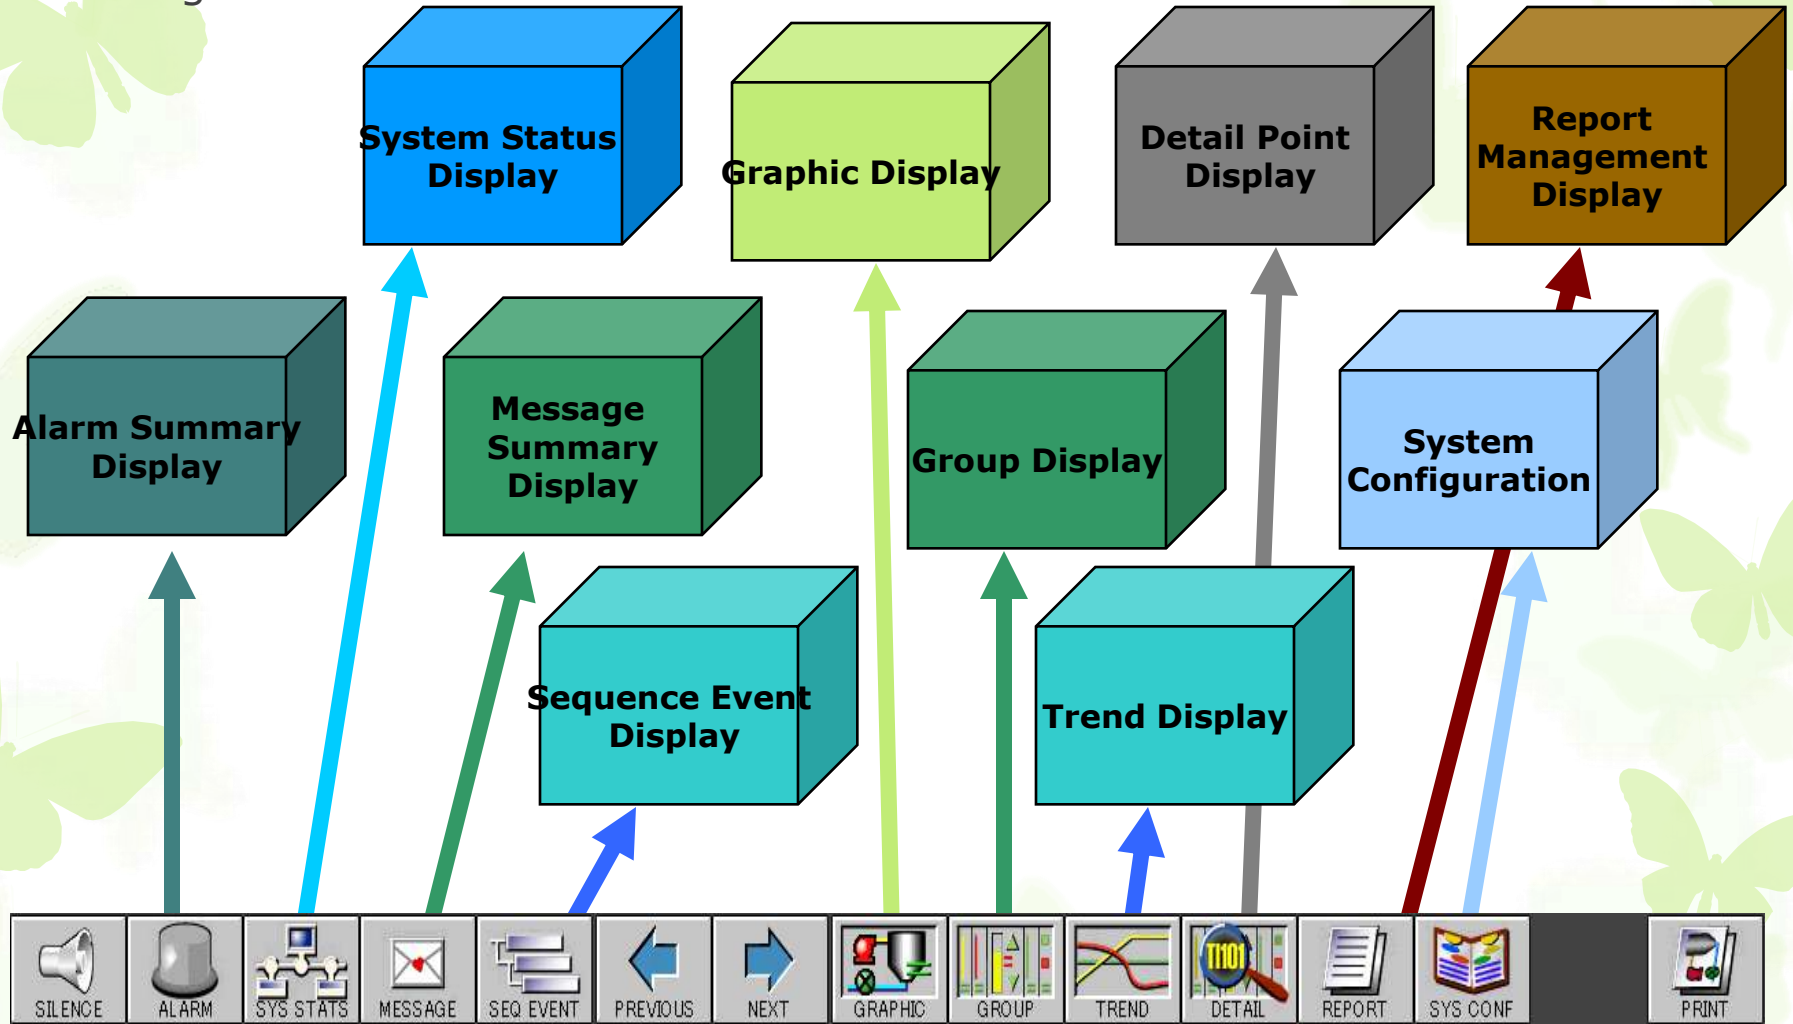 System Status
Display
Graphic Display
Detail Point
Display
Report
Management
Display
Alarm Summary
Display
Message
Summary
Display
Group Display
System
Configuration
Sequence Event
Display
Trend Display
TI101
SILENCE
ALARM
SYS STATS
MESSAGE
SEQ EVENT
PREVIOUS
NEXT
GRAPHIC
GROUP
TREND
DETAIL
REPORT
SYS CONF
PRINT